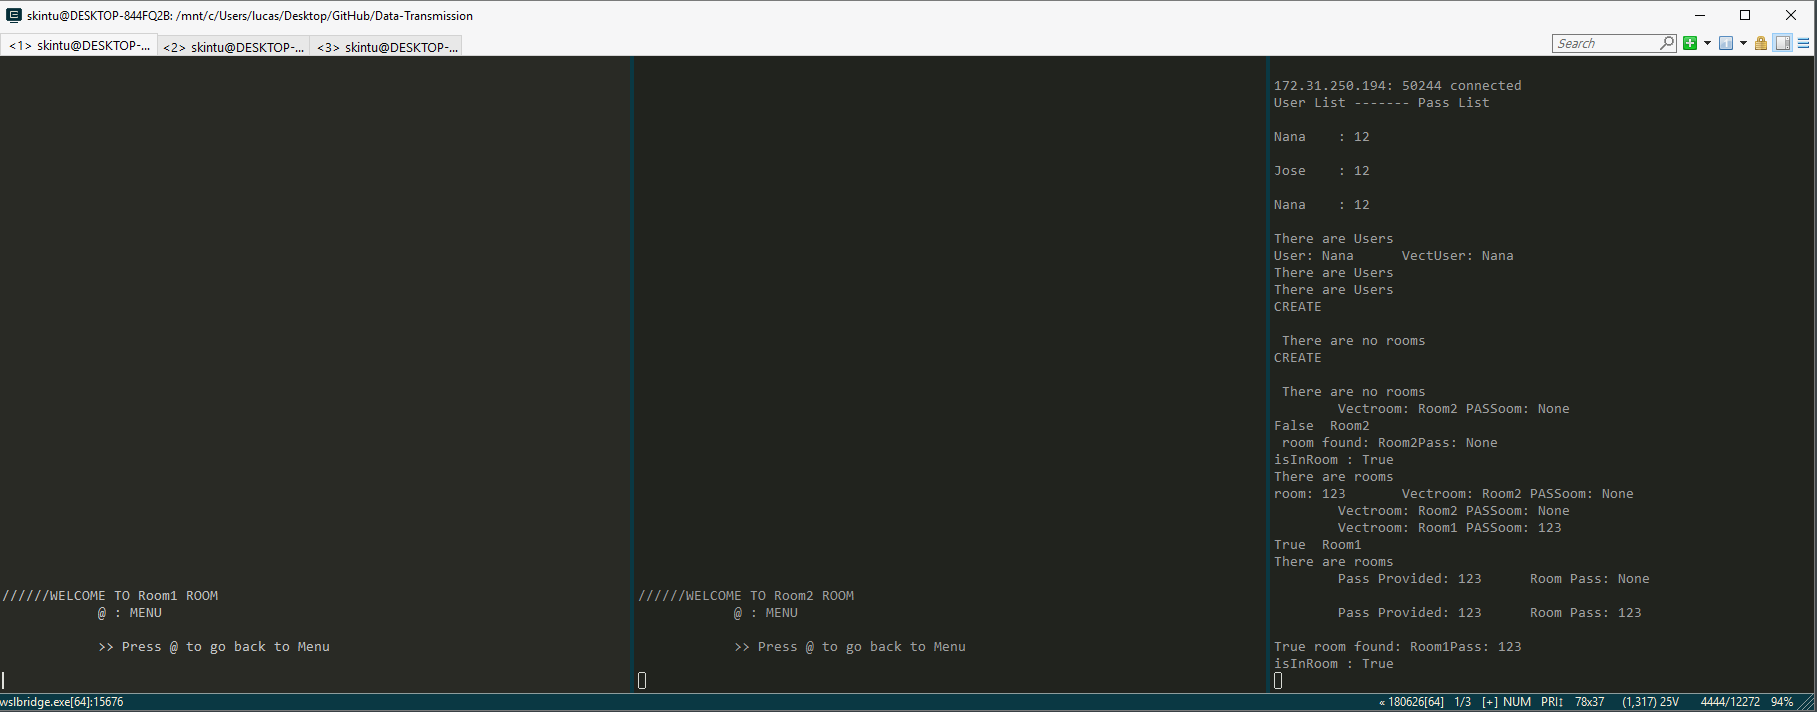 skintu@DESKTOP-844FQ2B: /mnt/c/Users/lucas/Desktop/GitHub/Data-Transmission
<1> skintu@DESKTOP-... <2> skintu@DESKTOP-... <3> skintu@DESKTOP-...
Search
//////WELCOME TO Room1 ROOM
@ : MENU
>> Press @ to go back to Menu
//////WELCOME TO Room2 ROOM
@ : MENU
>> Press @ to go back to Menu
172.31.250.194: 50244 connected
User List ------- Pass List
Nana    : 12
Jose    : 12
Nana    : 12
There are Users
User: Nana      VectUser: Nana
There are Users
There are Users
CREATE
There are no rooms
CREATE
There are no rooms
Vectroom: Room2 PASSoom: None
False  Room2
room found: Room2Pass: None
isInRoom : True
There are rooms
room: 123       Vectroom: Room2 PASSoom: None
Vectroom: Room2 PASSoom: None
Vectroom: Room1 PASSoom: 123
True  Room1
There are rooms
Pass Provided: 123      Room Pass: None
Pass Provided: 123      Room Pass: 123
True room found: Room1Pass: 123
isInRoom : True
wslbridge.exe[64]:15676
« 180626[64] 1/3 [+] NUM PRI↕ 78x37 (1,317) 25V 4444/12272 94%